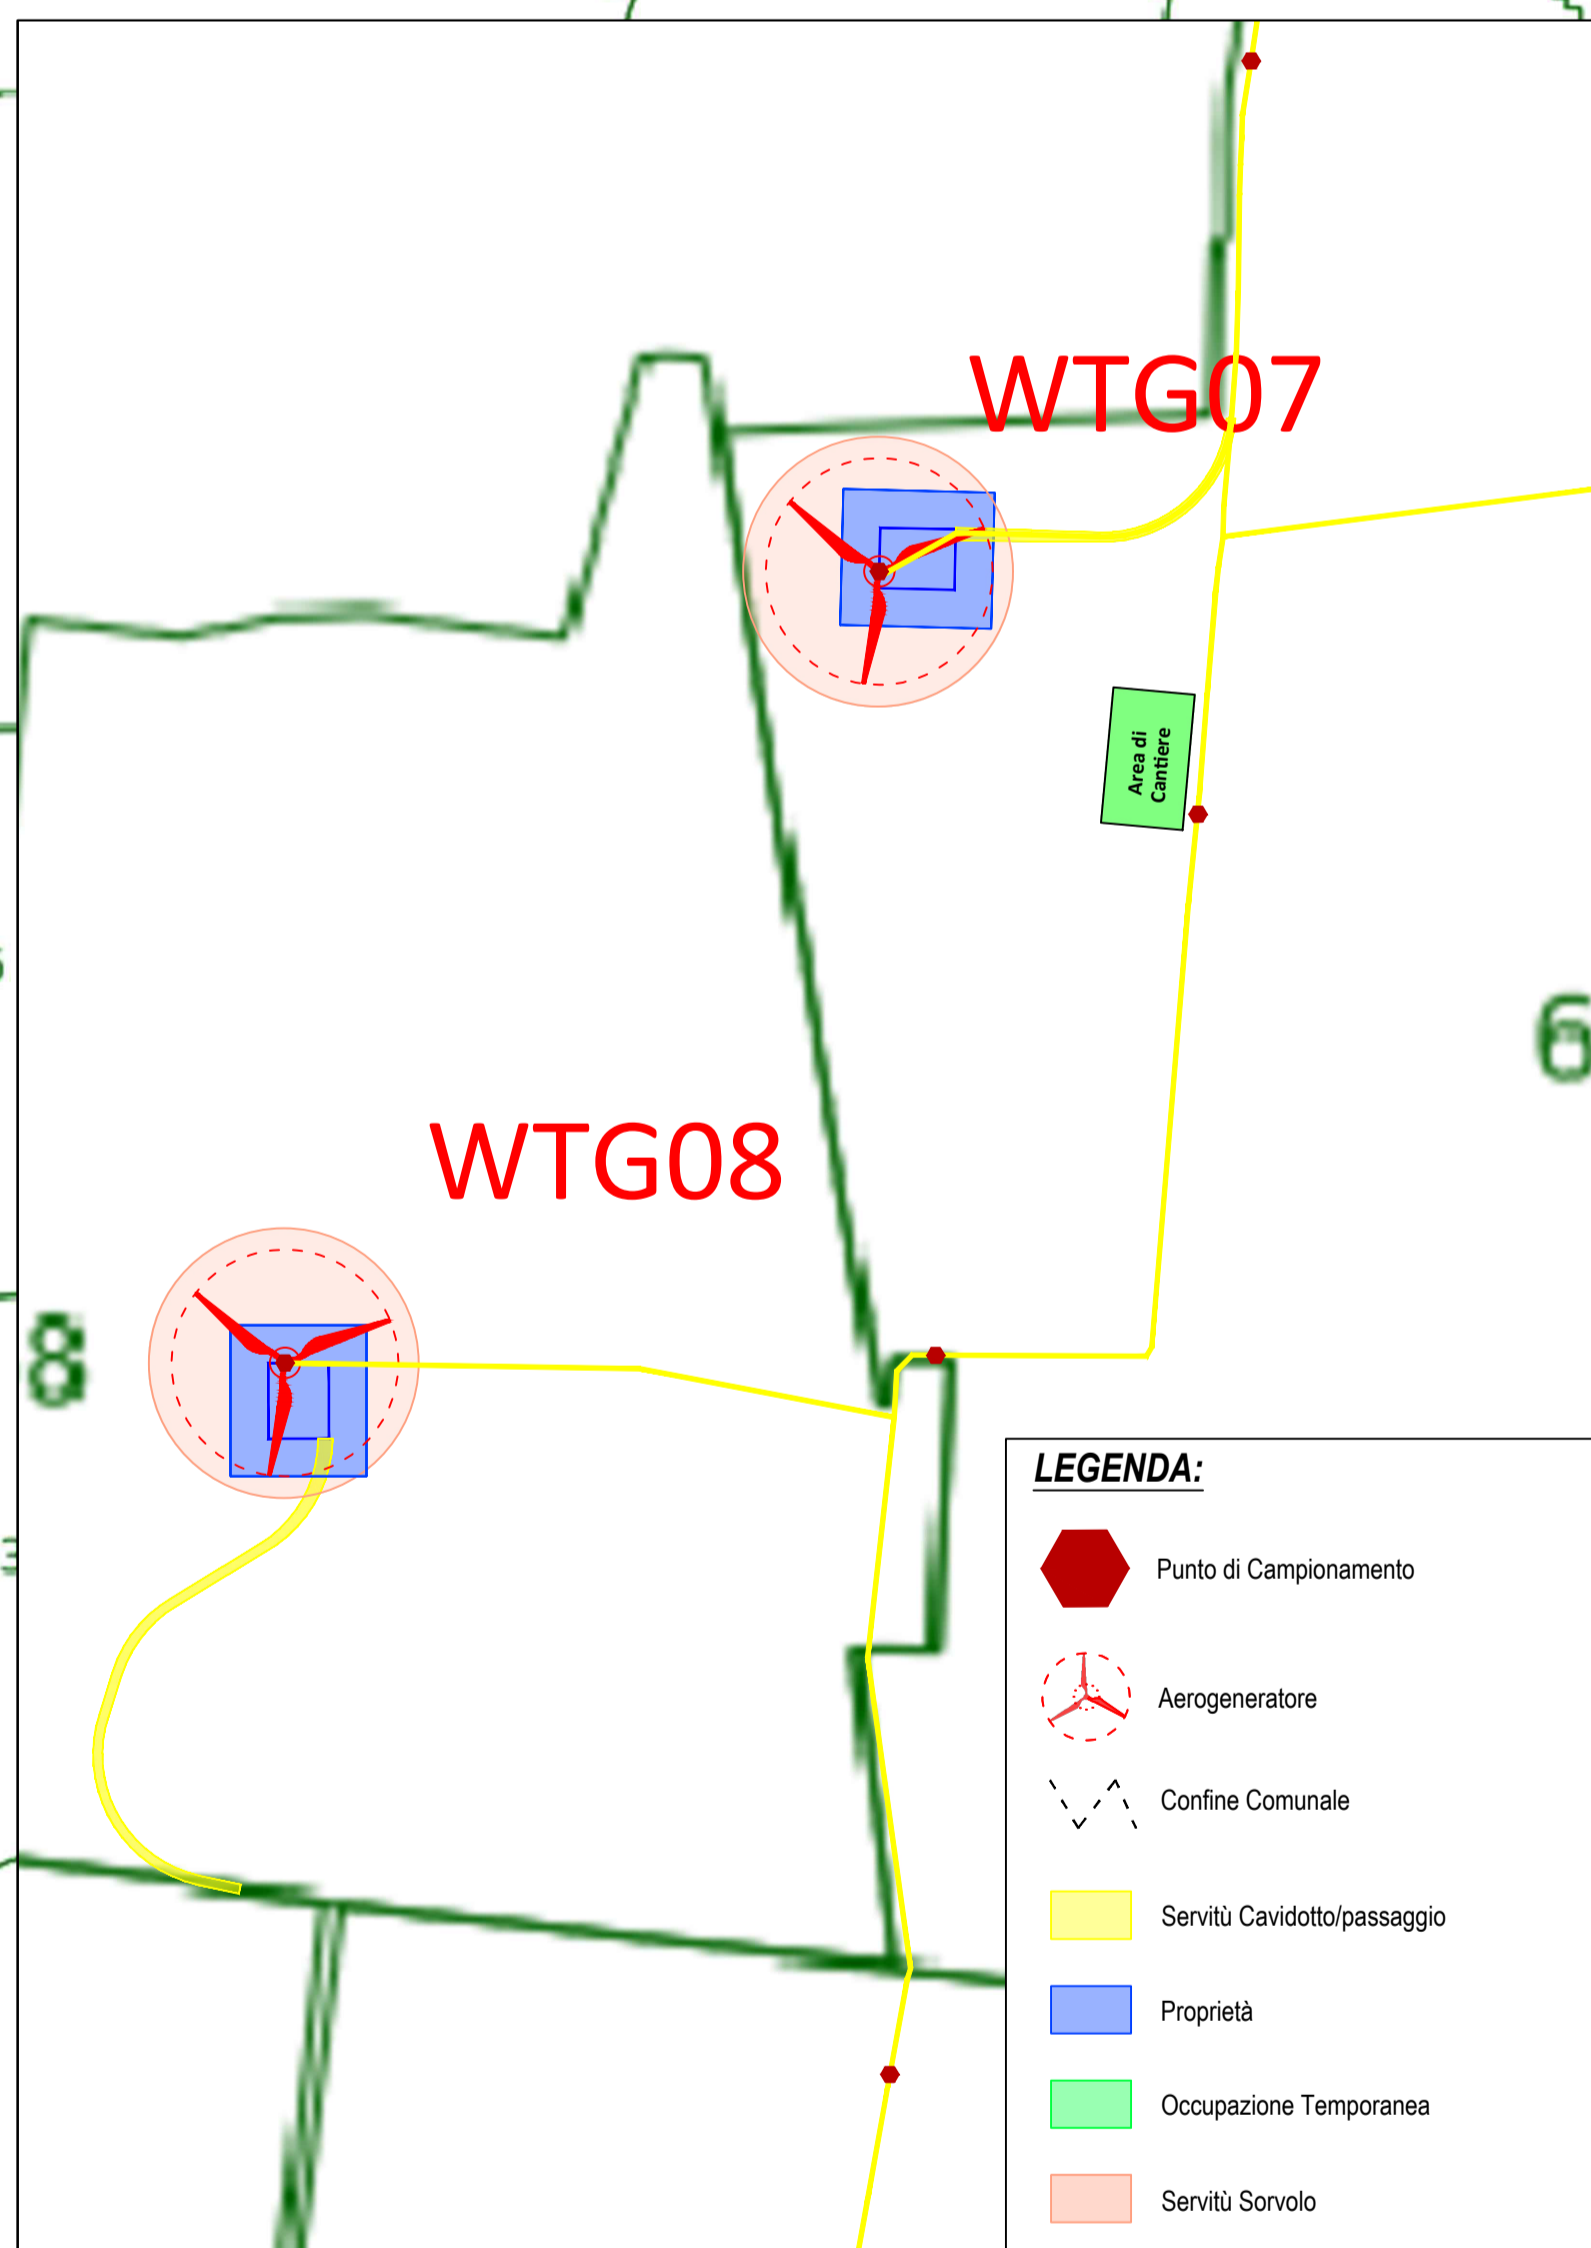 WTG07
Area di
Cantiere
6
WTG08
8
LEGENDA:
Punto di Campionamento
Aerogeneratore
Confine Comunale
Servitù Cavidotto/passaggio
Proprietà
Occupazione Temporanea
Servitù Sorvolo